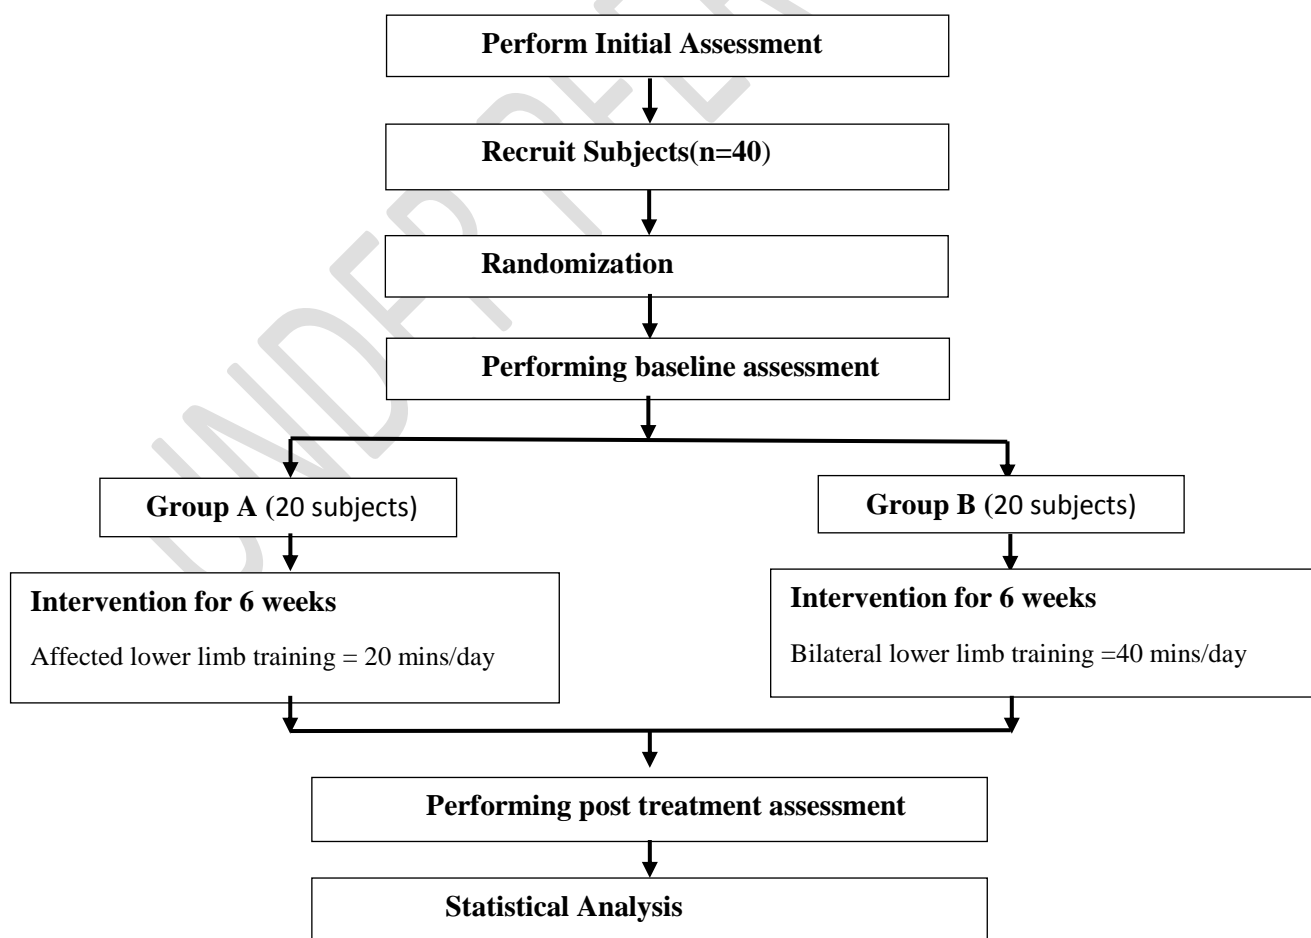 Perform Initial Assessment
Recruit Subjects(n=40)
Randomization
Performing baseline assessment
Group A (20 subjects)
Group B (20 subjects)
Intervention for 6 weeks
Affected lower limb training = 20 mins/day
Intervention for 6 weeks
Bilateral lower limb training =40 mins/day
Performing post treatment assessment
Statistical Analysis
UNDER PEE